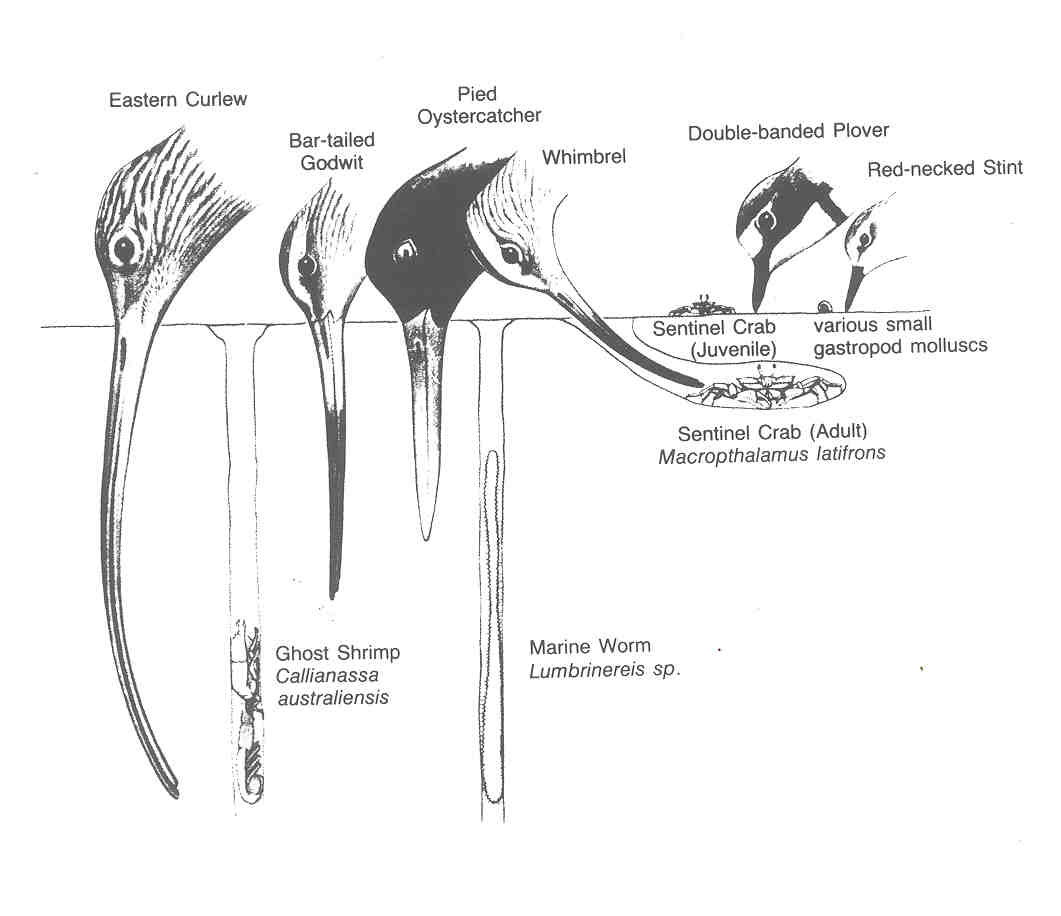 Eastern Curlew
Bar-tailed
Godwit
Pied
Oystercatcher
Whimbrel
Double-banded Plover
Red-necked Stint
Sentinel Crab
(Juvenile)
various small
gastropod molluscs
Sentinel Crab (Adult)
Macropthalamus latifrons
Ghost Shrimp
Callianassa
australiensis
Marine Worm
Lumbrinereis sp.